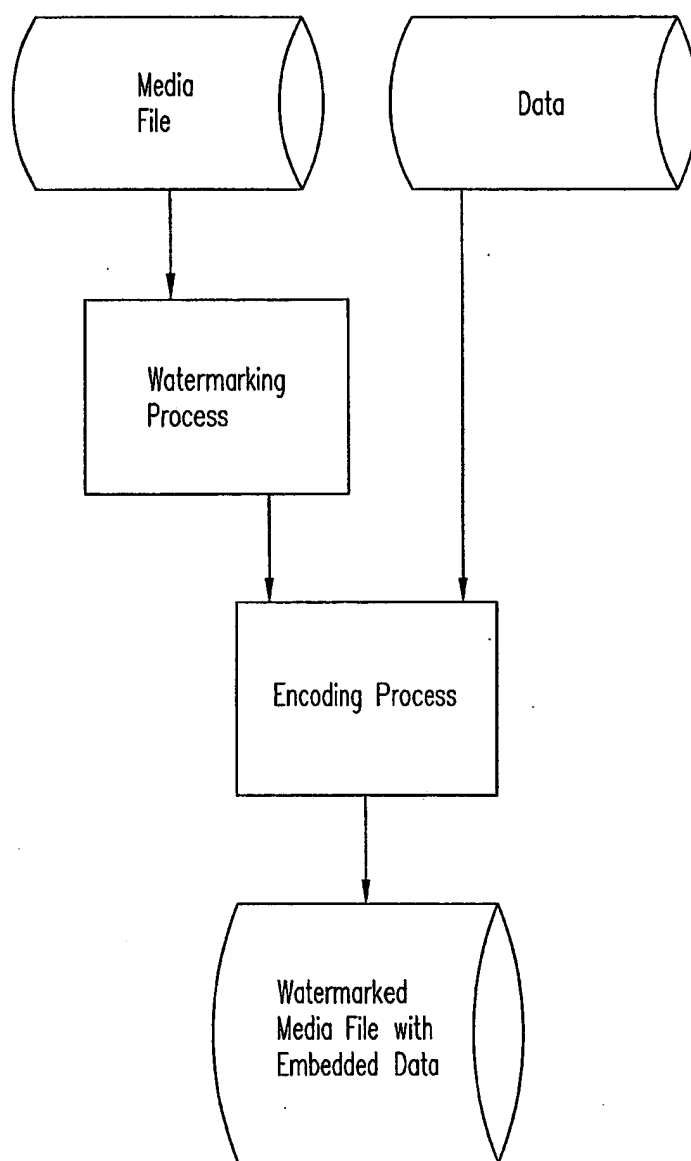 Media
File
Data
Watermarking
Process
Encoding Process
Watermarked
Media File with
Embedded Data